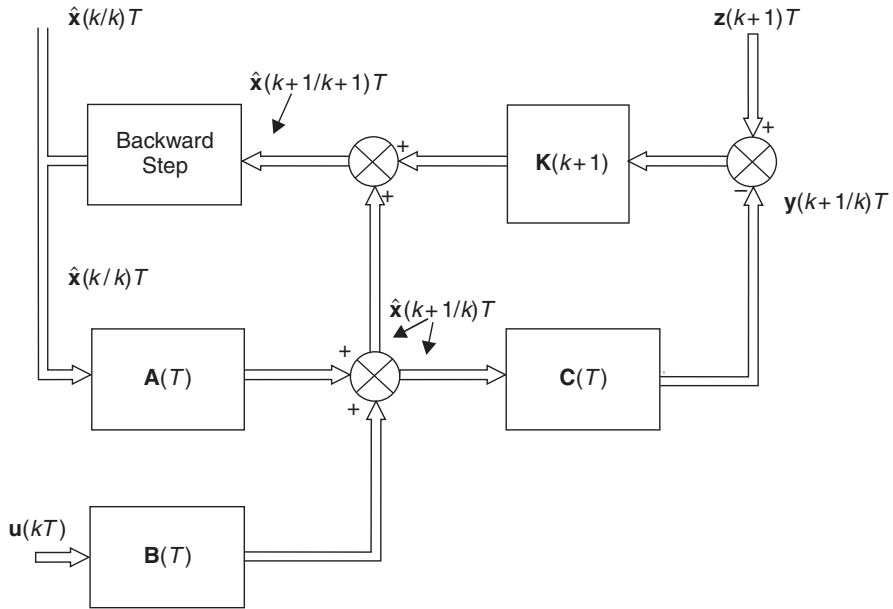 x̂(k/k)T
z(k+1)T
x̂(k+1/k+1)T
Backward
Step
+
+
K(k+1)
+
−
y(k+1/k)T
x̂(k/k)T
x̂(k+1/k)T
A(T)
+
+
C(T)
u(kT)
B(T)